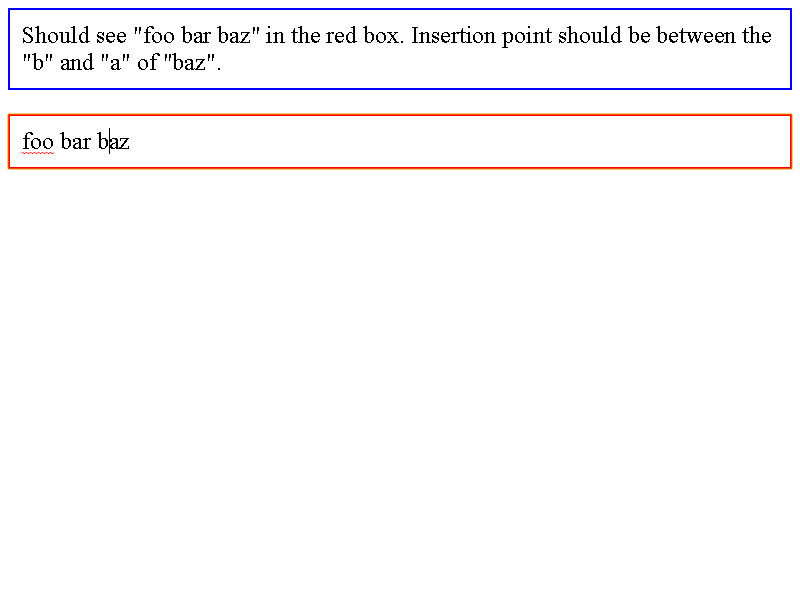 Should see "foo bar baz" in the red box. Insertion point should be between the
"b" and "a" of "baz".
foo bar baz